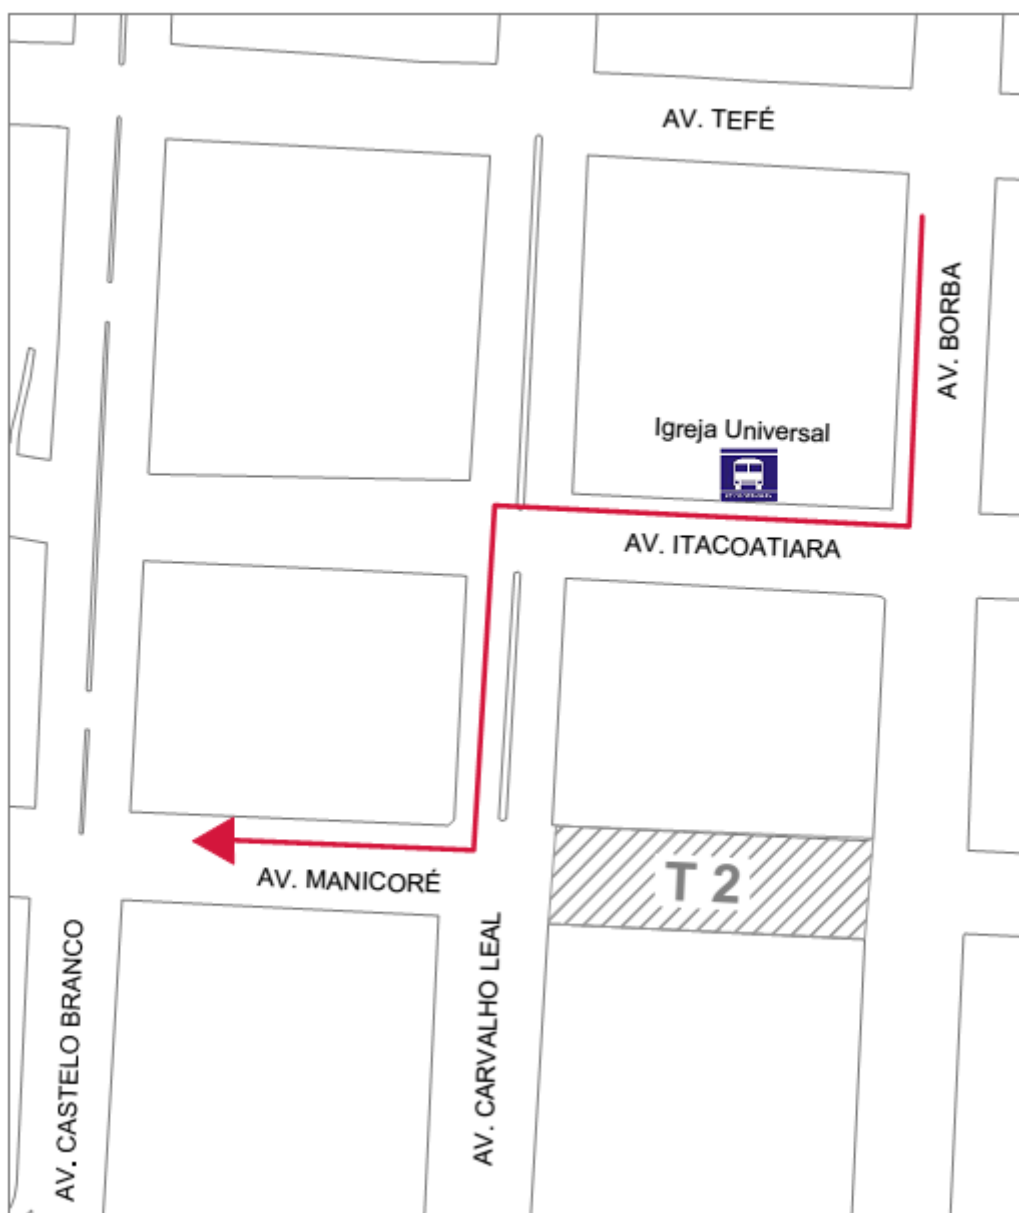 AV. TEFÉ
AV. BORBA
Igreja Universal
AV. ITACOATIARA
AV. MANICORÉ
T 2
AV. CASTELO BRANCO
AV. CARVALHO LEAL